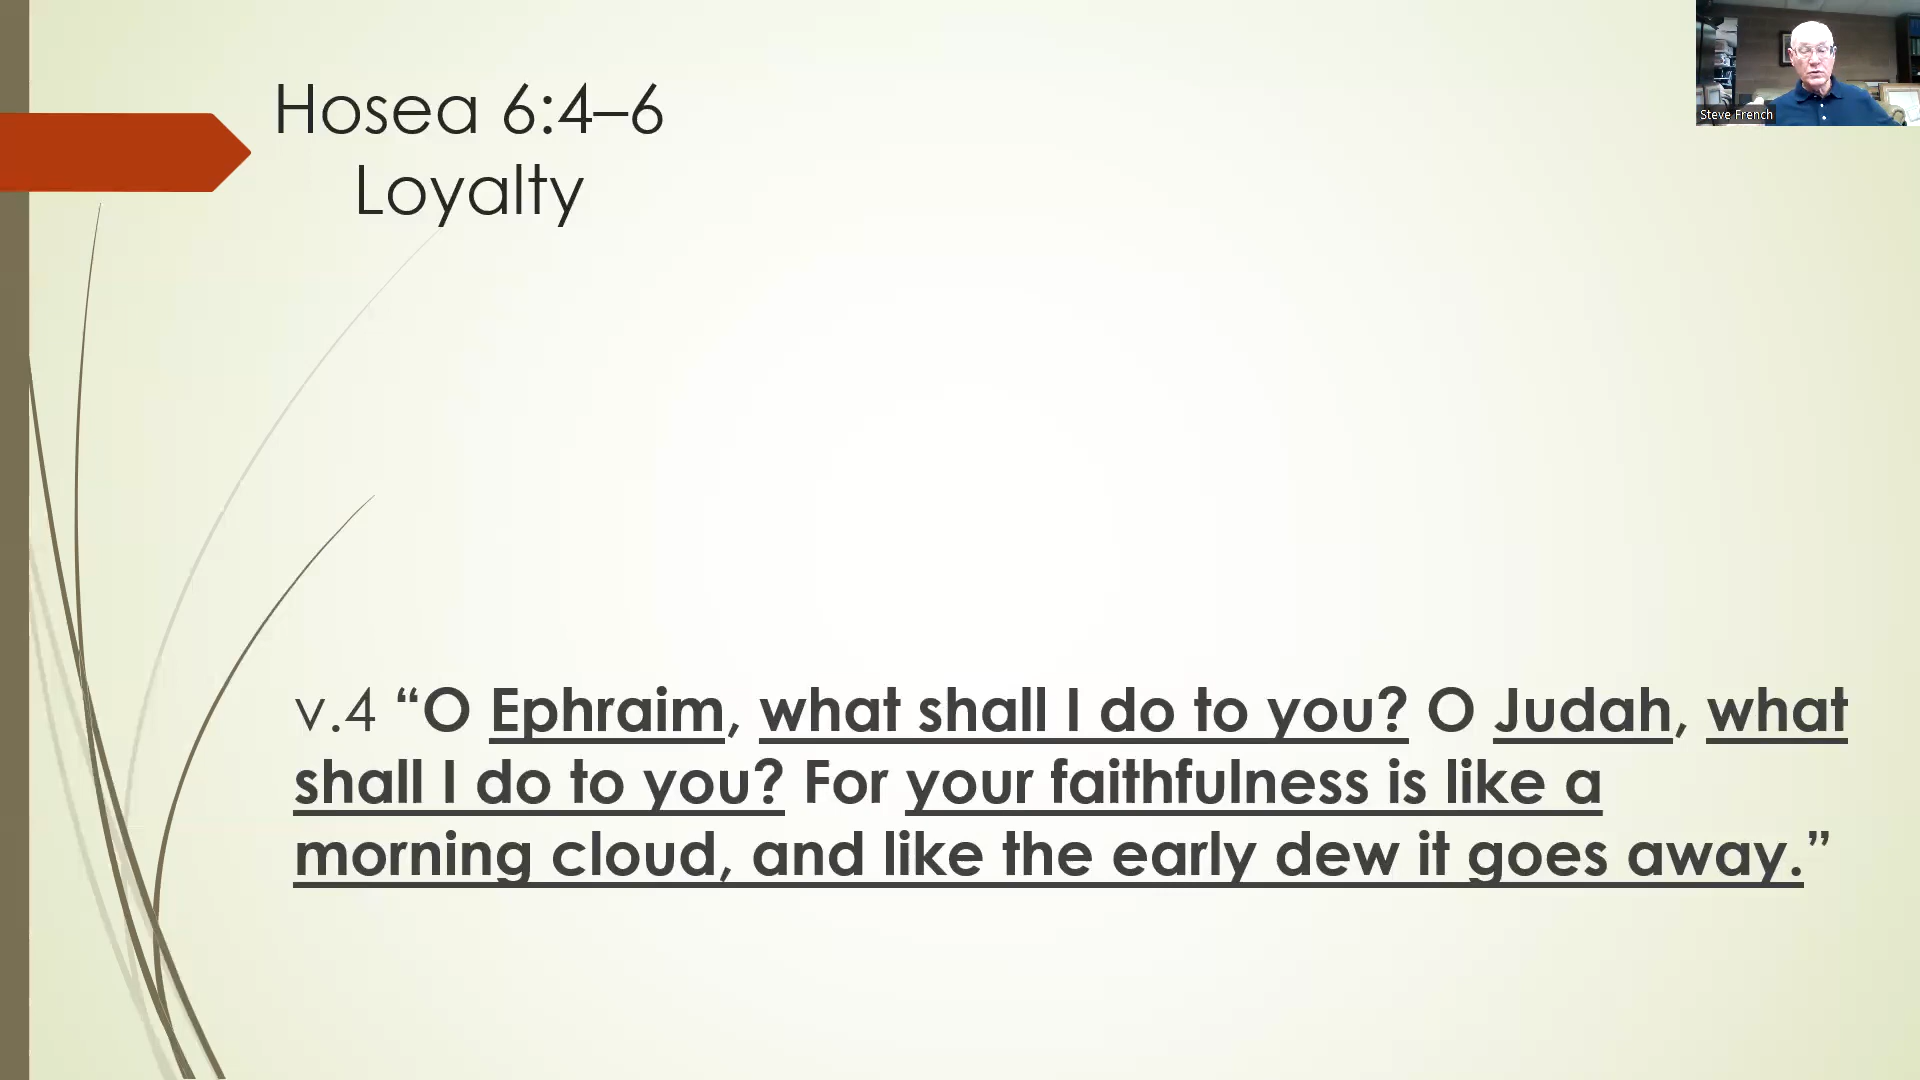 Hosea 6:4–6
Loyalty
Steve French
v.4 “O Ephraim, what shall I do to you? O Judah, what
shall I do to you? For your faithfulness is like a
morning cloud, and like the early dew it goes away.”